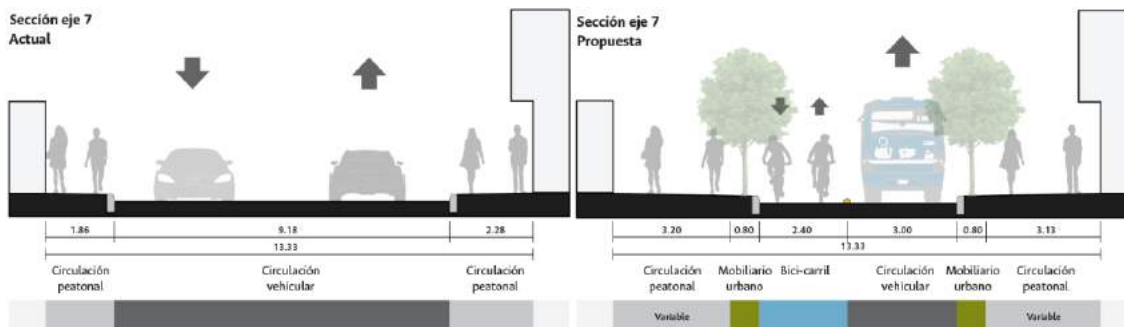 Sección eje 7
Actual
1.86 9.18 2.28
13.33
Circulación peatonal
Circulación vehicular
Circulación peatonal
Sección eje 7
Propuesta
3.20 0.80 2.40 3.00 0.80 3.13
13.33
Circulación peatonal
Mobiliario urbano
Bici-carril
Circulación vehicular
Mobiliario urbano
Circulación peatonal
Variable
Variable